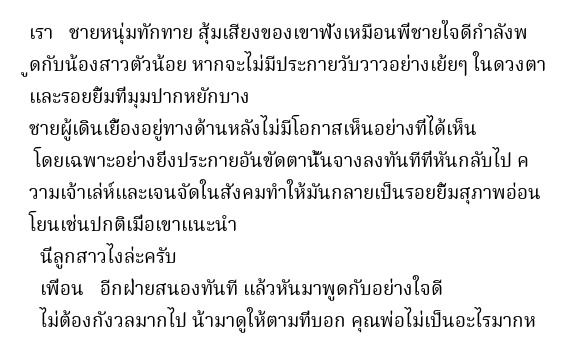 เรา   ชายหนุ่มทักทาย สุ้มเสียงของเขาฟังเหมือนพี่ชายใจดีกำลังพ
ูดกับน้องสาวตัวน้อย หากจะไม่มีประกายวับวาวอย่างเย้ยๆ ในดวงตา
และรอยยิ้มที่มุมปากหยักบาง
ชายผู้เดินเยื้องอยู่ทางด้านหลังไม่มีโอกาสเห็นอย่างที่ได้เห็น
โดยเฉพาะอย่างยิ่งประกายอันขัดตานั้นจางลงทันทีที่หันกลับไป ค
วามเจ้าเล่ห์และเจนจัดในสังคมทำให้มันกลายเป็นรอยยิ้มสุภาพอ่อน
โยนเช่นปกติเมื่อเขาแนะนำ
นี่ลูกสาวไงล่ะครับ
เพื่อน   อีกฝ่ายสนองทันที แล้วหันมาพูดกับอย่างใจดี
ไม่ต้องกังวลมากไป น้ามาดูให้ตามที่บอก คุณพ่อไม่เป็นอะไรมากห